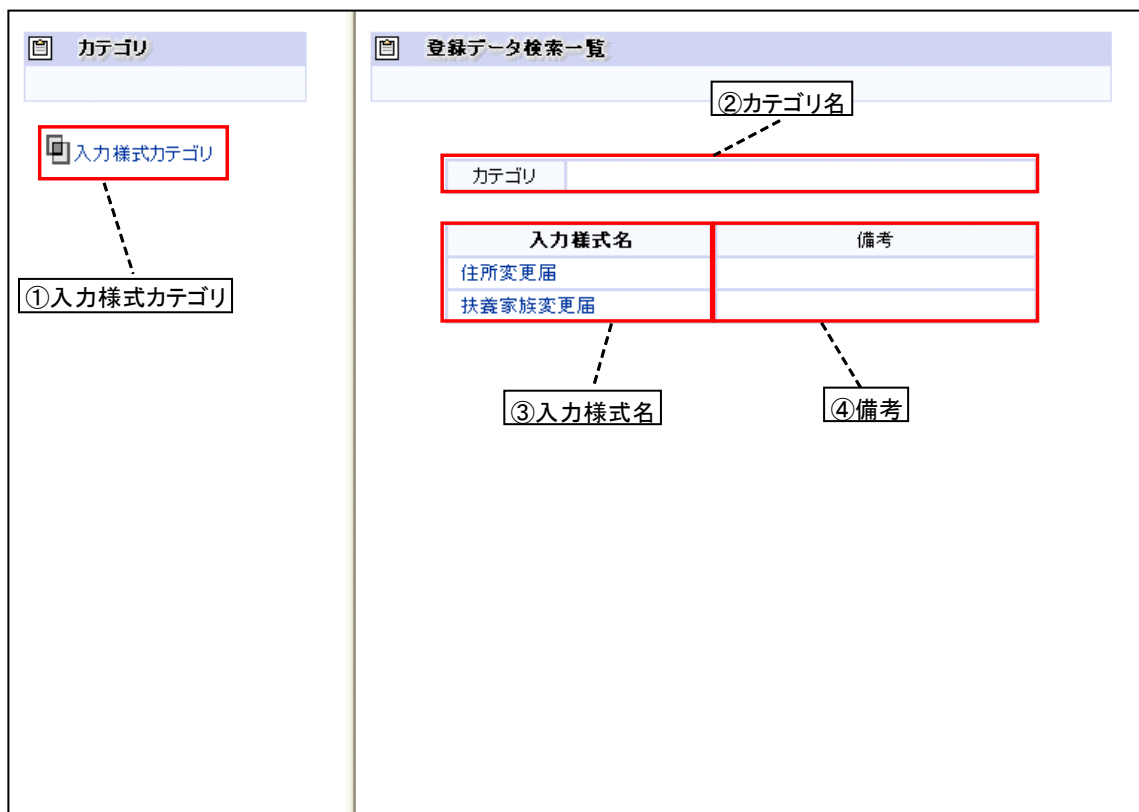 カテゴリ
入力様式カテゴリ
①入力様式カテゴリ
登録データ検索一覧
②カテゴリ名
カテゴリ
入力様式名 備考
住所変更届
扶養家族変更届
③入力様式名 ④備考